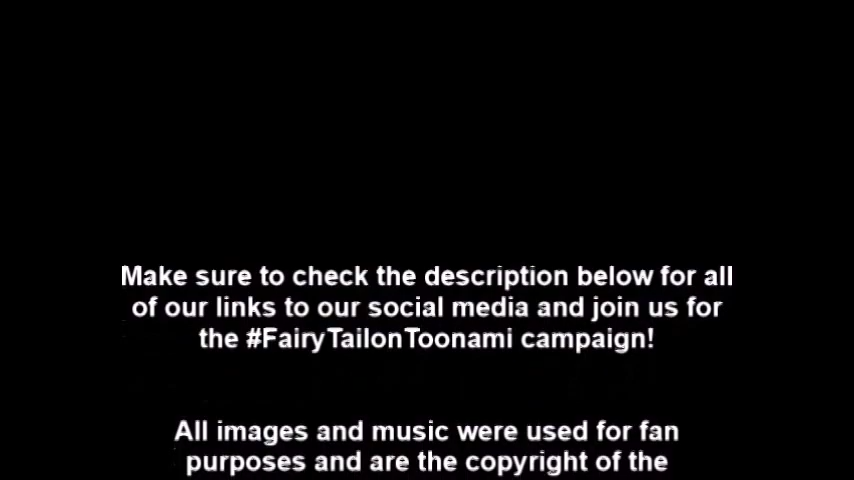 Make sure to check the description below for all
of our links to our social media and join us for
the #FairyTailonToonami campaign!
All images and music were used for fan
purposes and are the copyright of the